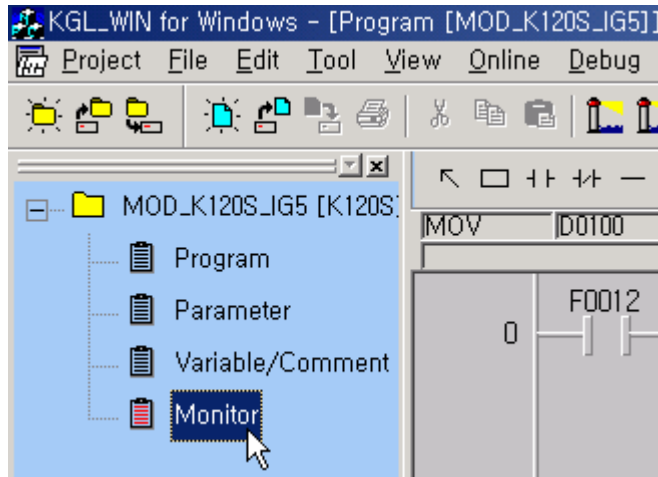 KGL_WIN for Windows - [Program [MOD_K120S_IG5]]
Project File Edit Tool View Online Debug
MOD_K120S_IG5 [K120S]
Program
Parameter
Variable/Comment
Monitor
MOV D0100
F0012
0